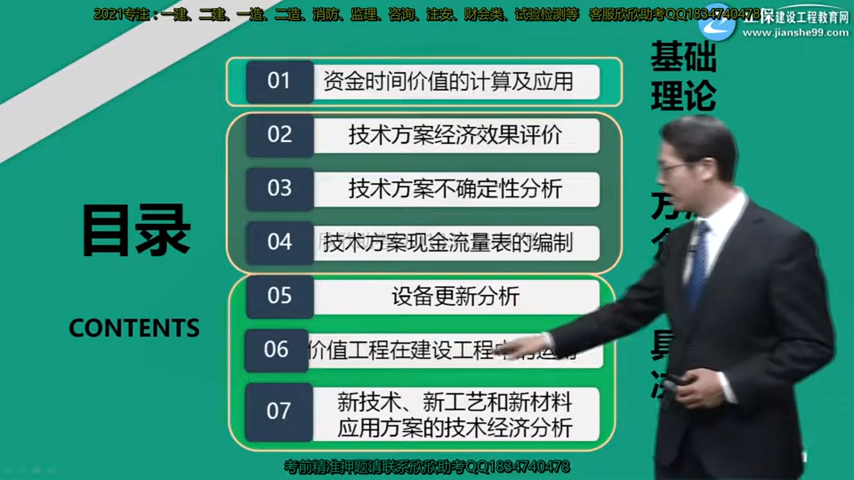 2021专注：一建、二建、一造、二造、消防、监理、咨询、注安、财会类、试验检测等 客服欣欣助考QQ1834740478
建设工程教育网
www.jianshe99.com
基础
理论
目录
CONTENTS
01 资金时间价值的计算及应用
02 技术方案经济效果评价
03 技术方案不确定性分析
04 技术方案现金流量表的编制
05 设备更新分析
06 价值工程在建设工程中的运用
07 新技术、新工艺和新材料
应用方案的技术经济分析
考前精准押题请联系欣欣助考QQ1834740478